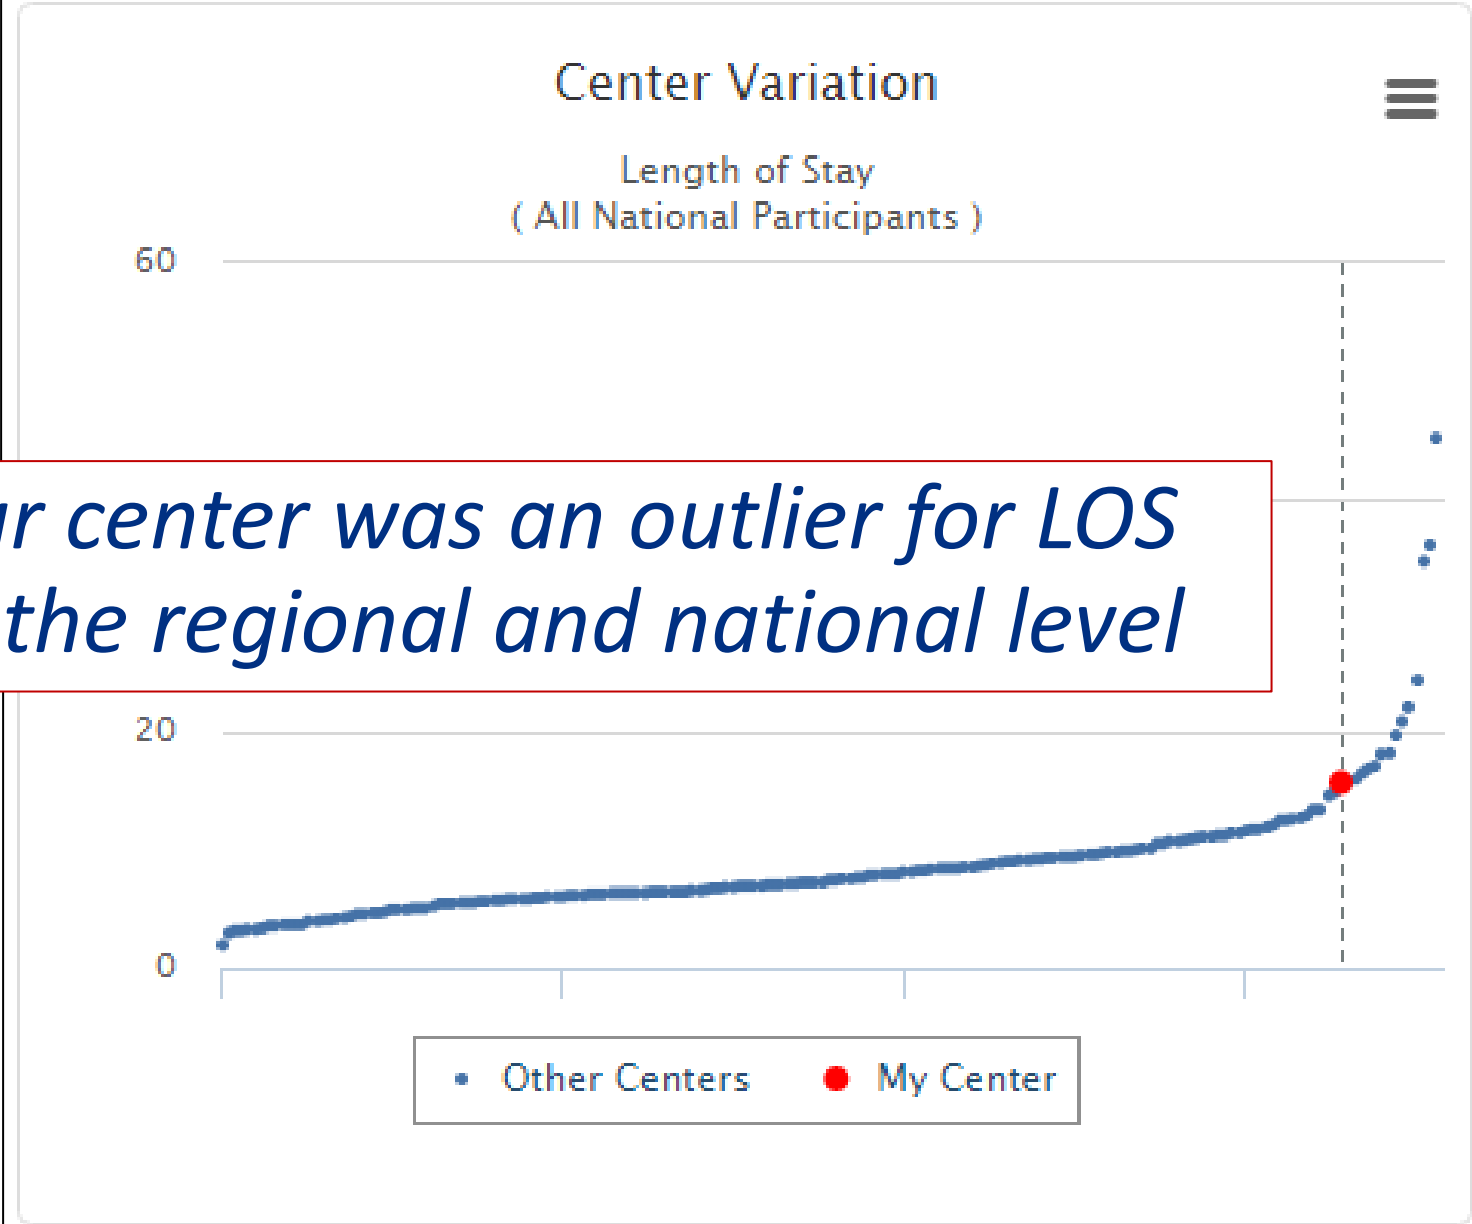 Center Variation
Length of Stay
( All National Participants )
60
center was an outlier for LOS
the regional and national level
20
0
Other Centers
My Center